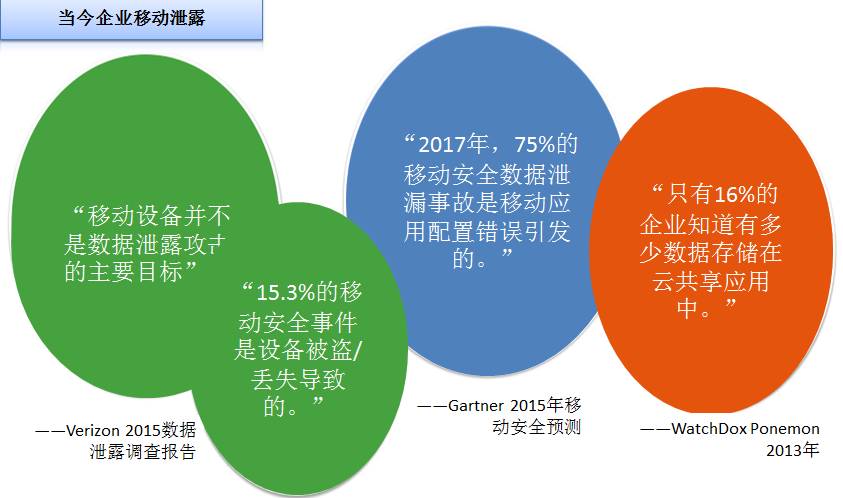 当今企业移动泄露
“移动设备并不
是数据泄露攻击
的主要目标”
“15.3%的移
动安全事件
是设备被盗/
丢失导致
的。”
——Verizon 2015数据
泄露调查报告
“2017年，75%的
移动安全数据泄
漏事故是移动应
用配置错误引发
的。”
——Gartner 2015年移
动安全预测
“只有16%的
企业知道有多
少数据存储在
云共享应用
中。”
——WatchDox Ponemon
2013年